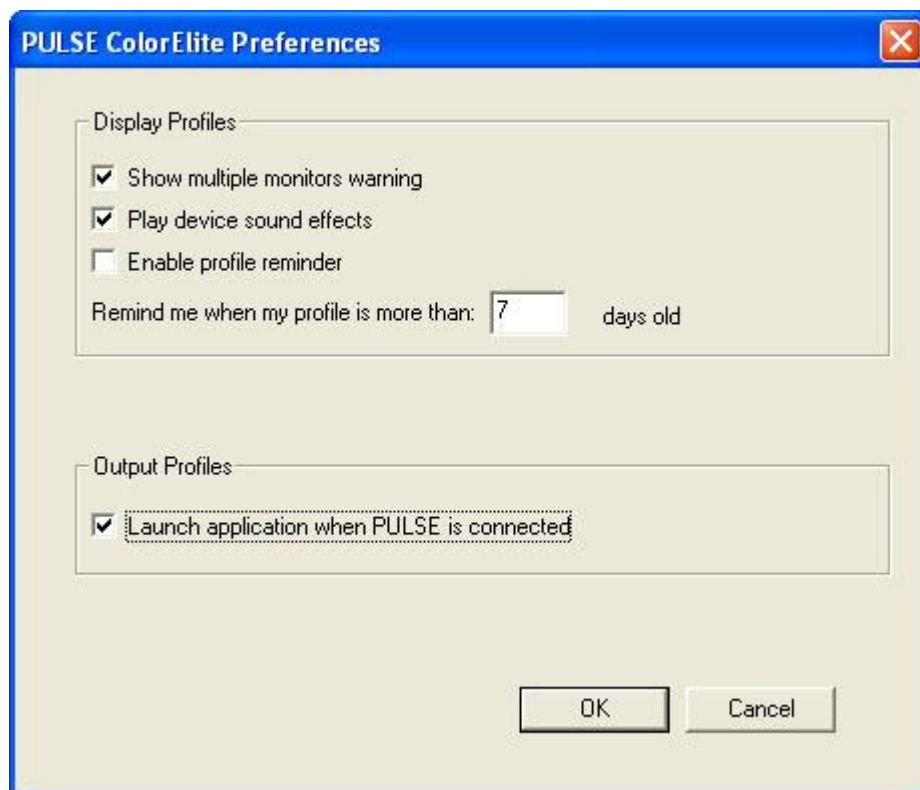 PULSE ColorElite Preferences
Display Profiles
Show multiple monitors warning
Play device sound effects
Enable profile reminder
Remind me when my profile is more than: 7 days old
Output Profiles
Launch application when PULSE is connected
OK Cancel